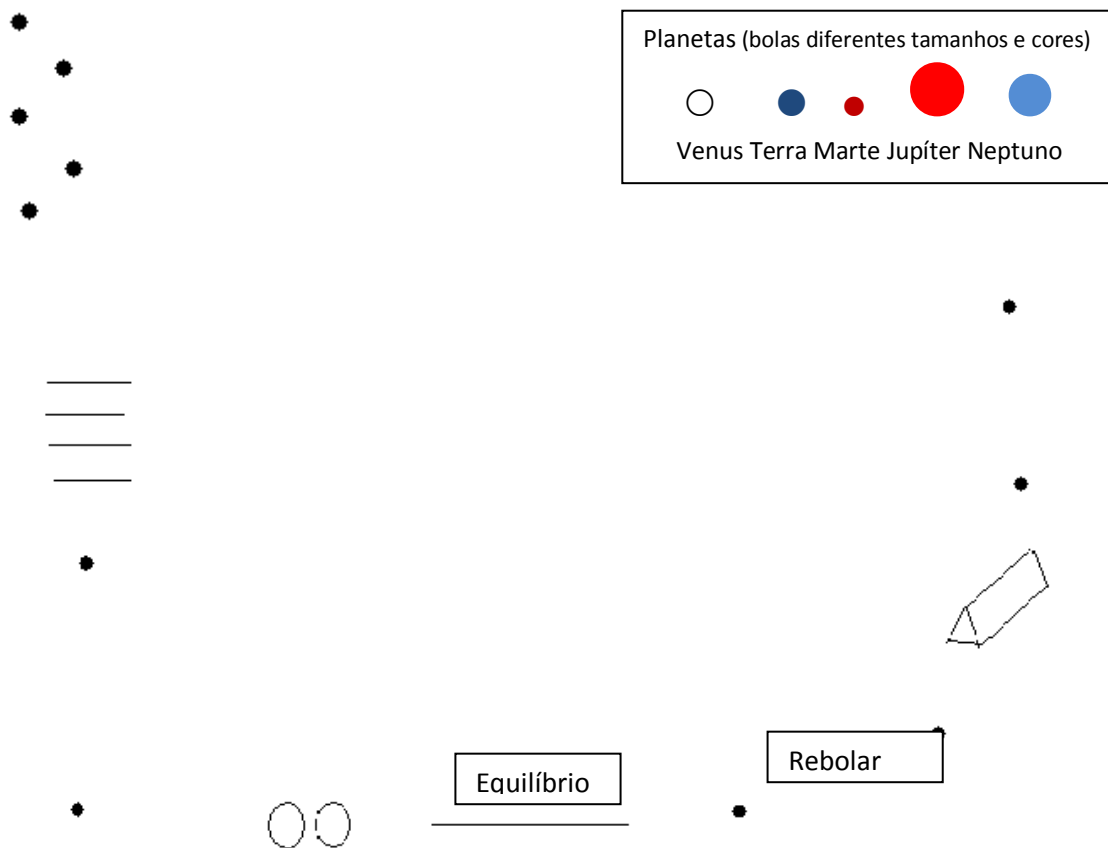 Planetas (bolas diferentes tamanhos e cores)
Venus Terra Marte Jupíter Neptuno
Equilíbrio
Rebolar